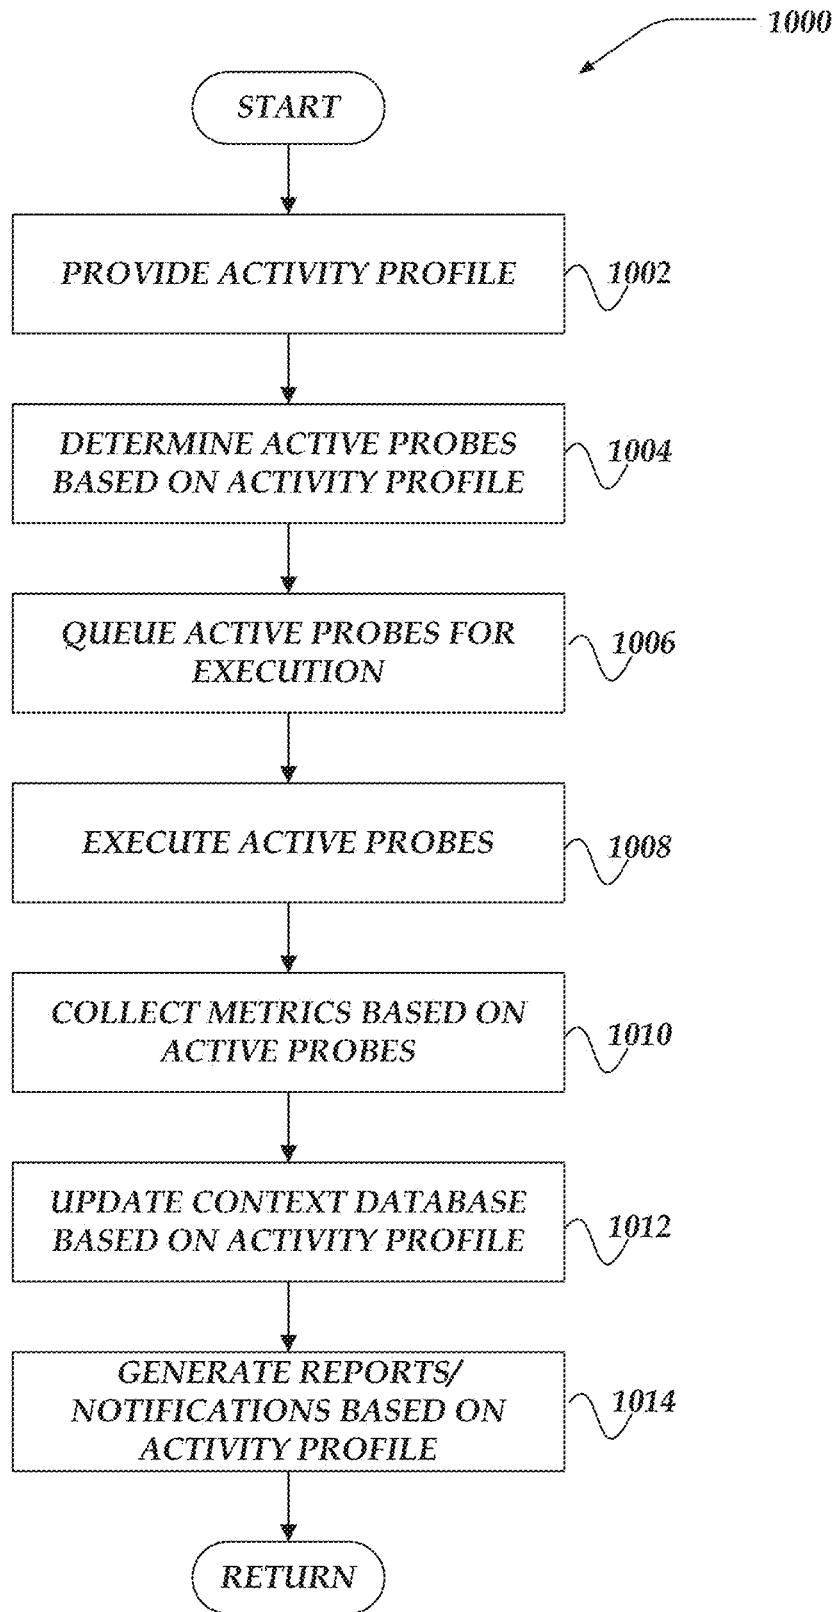 1000
START
PROVIDE ACTIVITY PROFILE
1002
DETERMINE ACTIVE PROBES
BASED ON ACTIVITY PROFILE
1004
QUEUE ACTIVE PROBES FOR
EXECUTION
1006
EXECUTE ACTIVE PROBES
1008
COLLECT METRICS BASED ON
ACTIVE PROBES
1010
UPDATE CONTEXT DATABASE
BASED ON ACTIVITY PROFILE
1012
GENERATE REPORTS/
NOTIFICATIONS BASED ON
ACTIVITY PROFILE
1014
RETURN